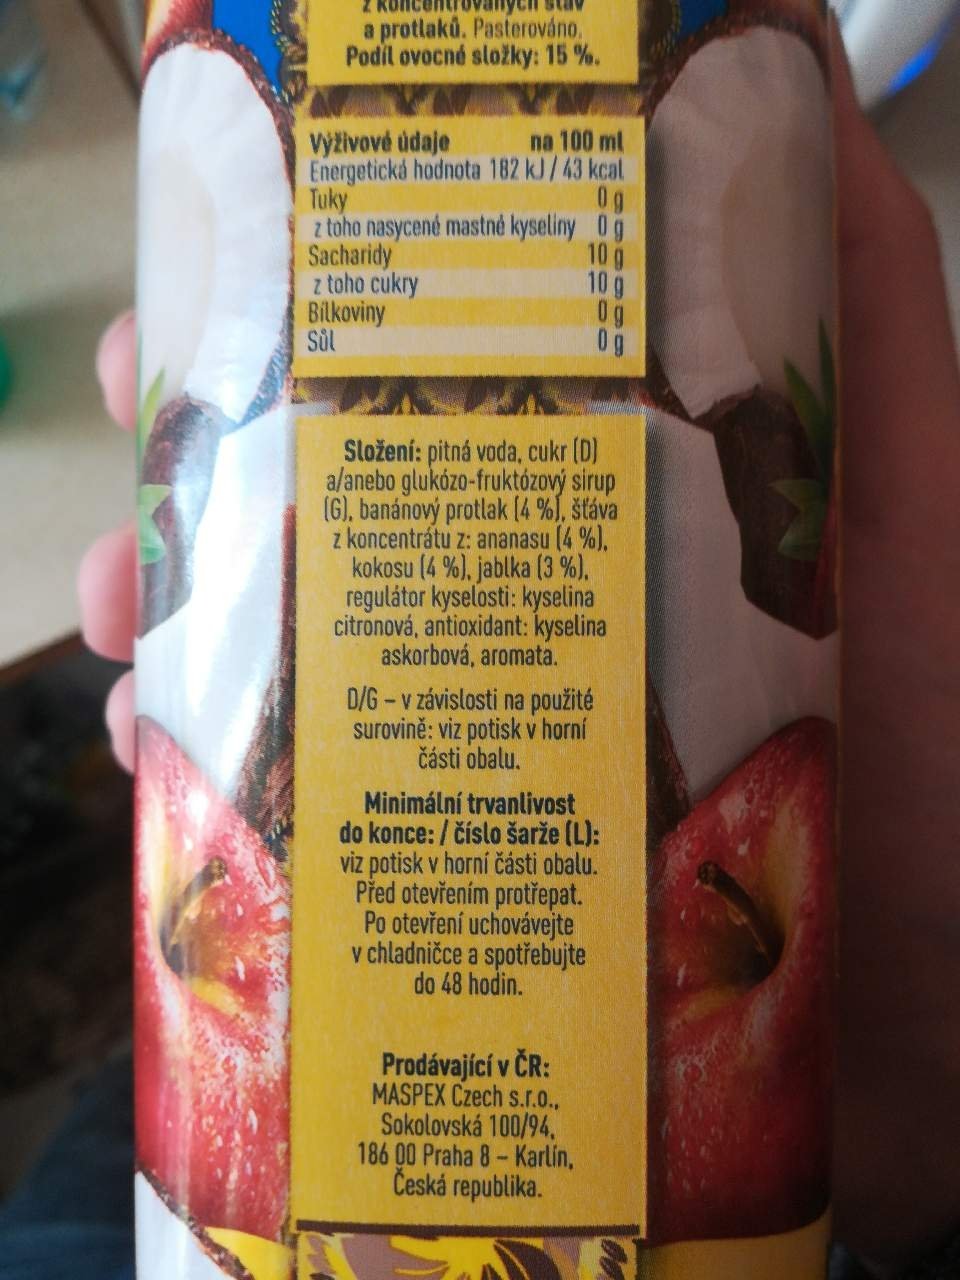 z koncentrovaných šťáv
a protlaků. Pasterováno.
Podíl ovocné složky: 15 %.
Výživové údaje na 100 ml
Energetická hodnota 182 kJ / 43 kcal
Tuky 0 g
z toho nasycené mastné kyseliny 0 g
Sacharidy 10 g
z toho cukry 10 g
Bílkoviny 0 g
Sůl 0 g
Složení: pitná voda, cukr (D)
a/anebo glukózo-fruktózový sirup
(G), banánový protlak (4 %), šťáva
z koncentrátu z: ananasu (4 %),
kokosu (4 %), jablka (3 %),
regulátor kyselosti: kyselina
citronová, antioxidant: kyselina
askorbová, aromata.
D/G – v závislosti na použité
surovině: viz potisk v horní
části obalu.
Minimální trvanlivost
do konce: / číslo šarže (L):
viz potisk v horní části obalu.
Před otevřením protřepat.
Po otevření uchovávejte
v chladničce a spotřebujte
do 48 hodin.
Prodávající v ČR:
MASPEX Czech s.r.o.,
Sokolovská 100/94,
186 00 Praha 8 – Karlín,
Česká republika.